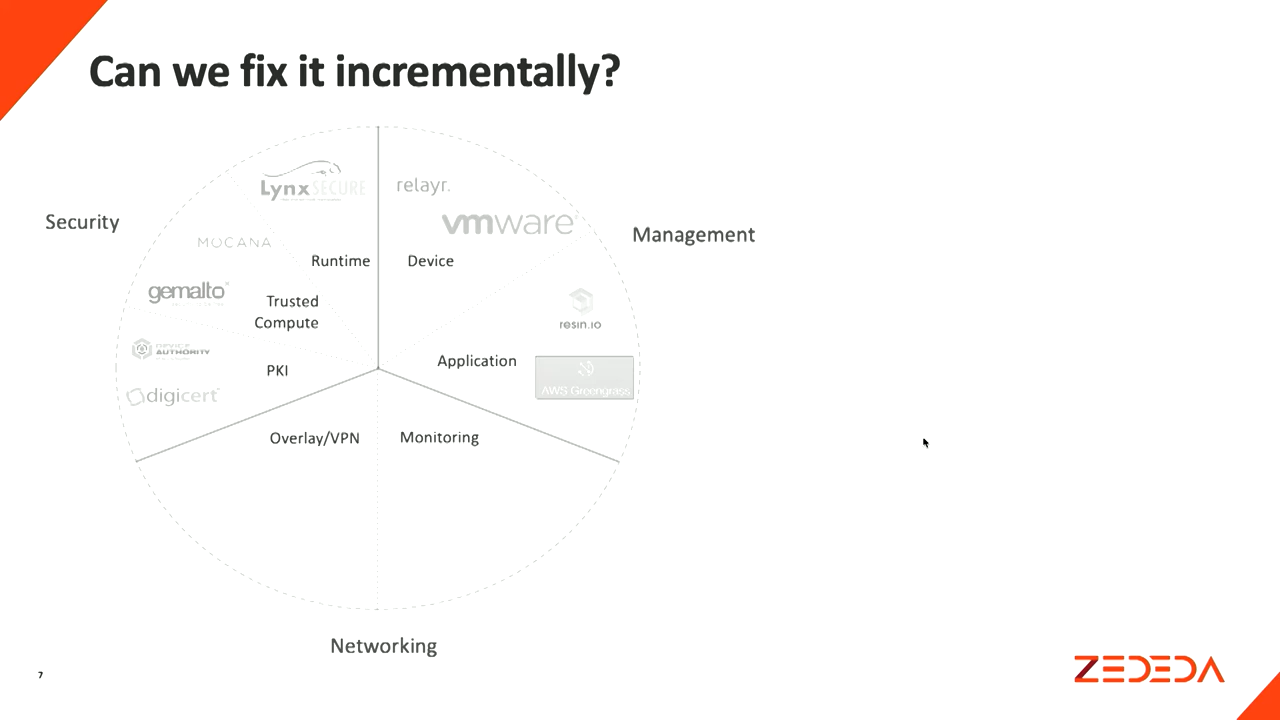 Can we fix it incrementally?
LynxSECURE
relayr.
vmware
Security
Management
MOCANA
Runtime
Device
gemalto
Trusted
Compute
resin.io
DEVICE
AUTHORITY
PKI
Application
AWS Greengrass
digicert
Overlay/VPN
Monitoring
Networking
7
ZEDEDA